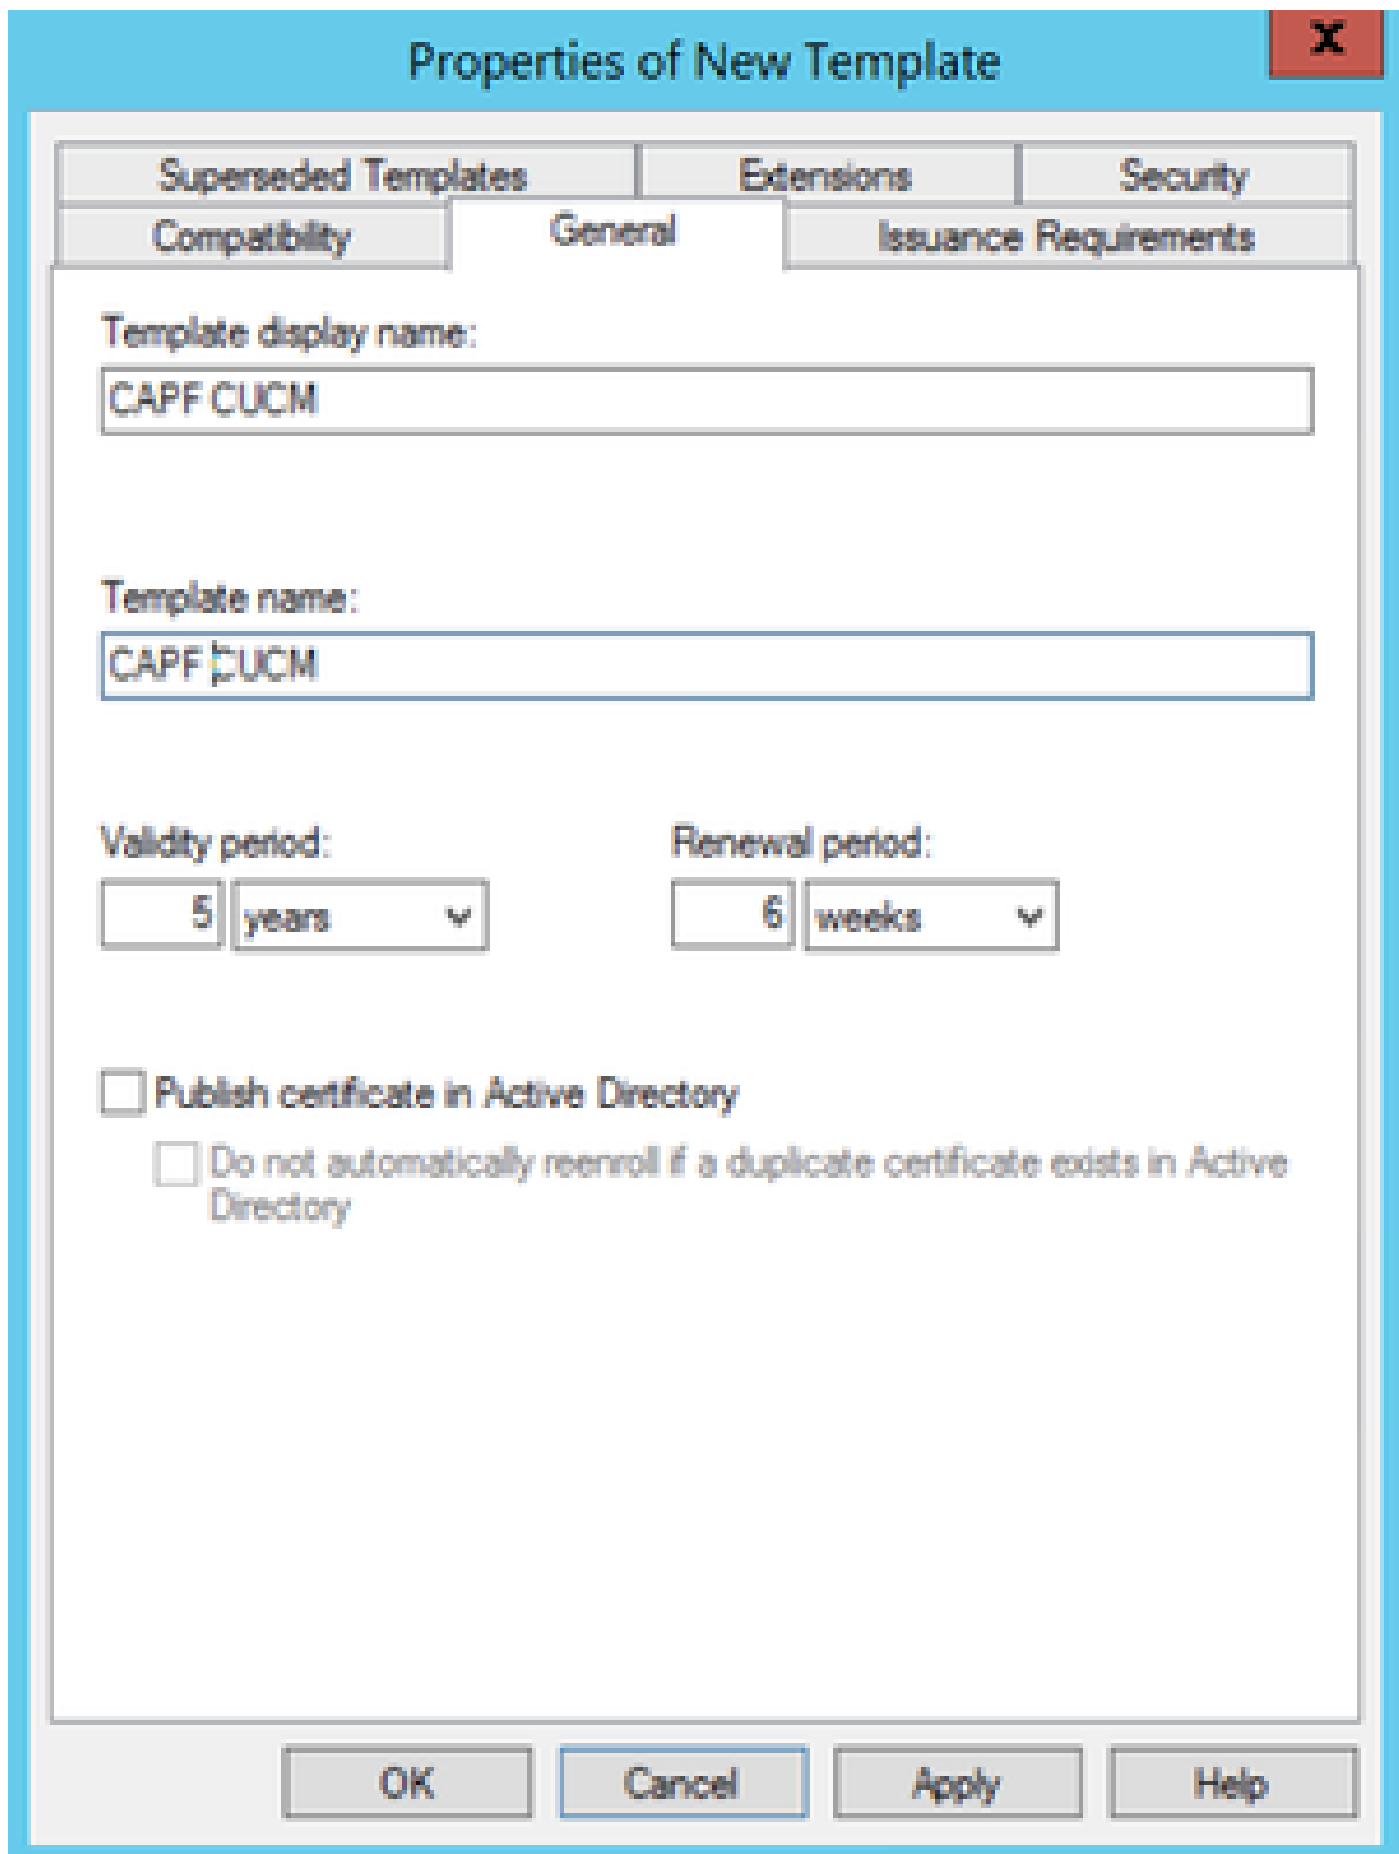 Properties of New Template
x
Superseded Templates Extensions Security
Compatibility General Issuance Requirements
Template display name:
CAPF CUCM
Template name:
CAPF CUCM
Validity period: Renewal period:
5 years 6 weeks
Publish certificate in Active Directory
Do not automatically reenroll if a duplicate certificate exists in Active
Directory
OK Cancel Apply Help